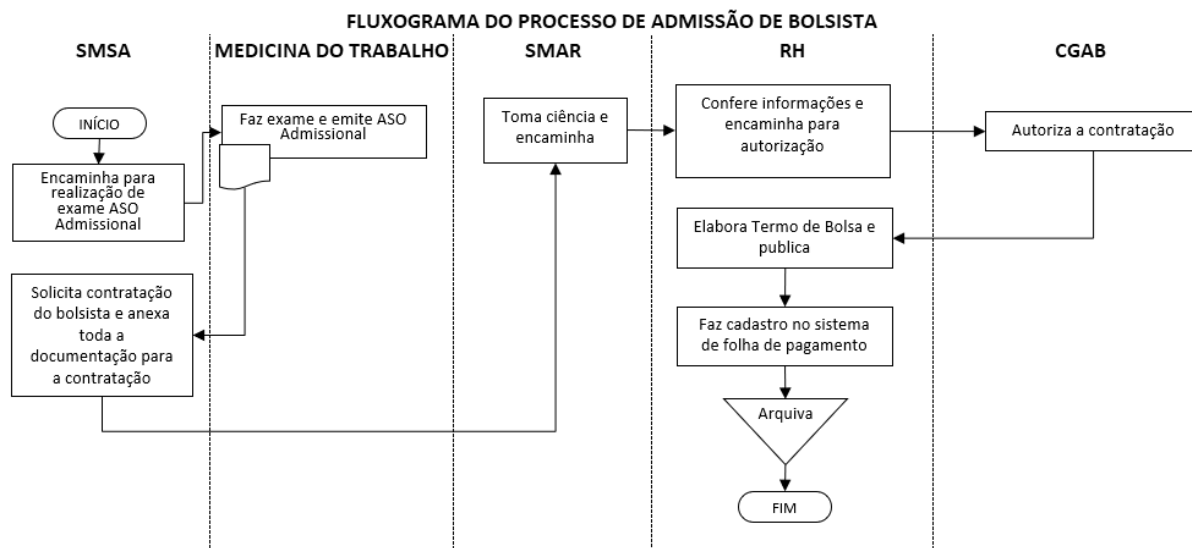 FLUXOGRAMA DO PROCESSO DE ADMISSÃO DE BOLSISTA
SMSA
MEDICINA DO TRABALHO
SMAR
RH
CGAB
INÍCIO
Encaminha para
realização de
exame ASO
Admissional
Faz exame e emite ASO
Admissional
Solicita contratação
do bolsista e anexa
toda a
documentação para
a contratação
Toma ciência e
encaminha
Confere informações e
encaminha para
autorização
Autoriza a contratação
Elabora Termo de Bolsa e
publica
Faz cadastro no sistema
de folha de pagamento
Arquiva
FIM